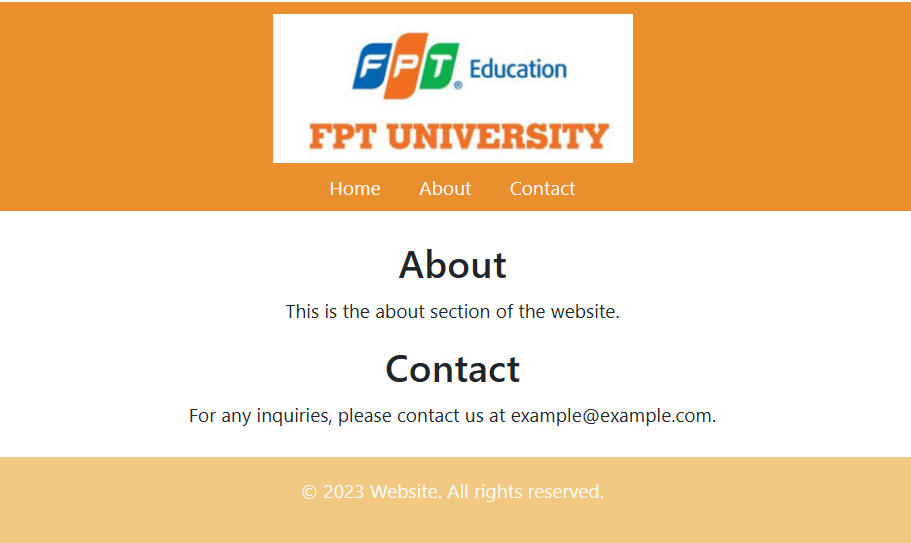 FPT Education
FPT UNIVERSITY
Home About Contact
About
This is the about section of the website.
Contact
For any inquiries, please contact us at example@example.com.
© 2023 Website. All rights reserved.